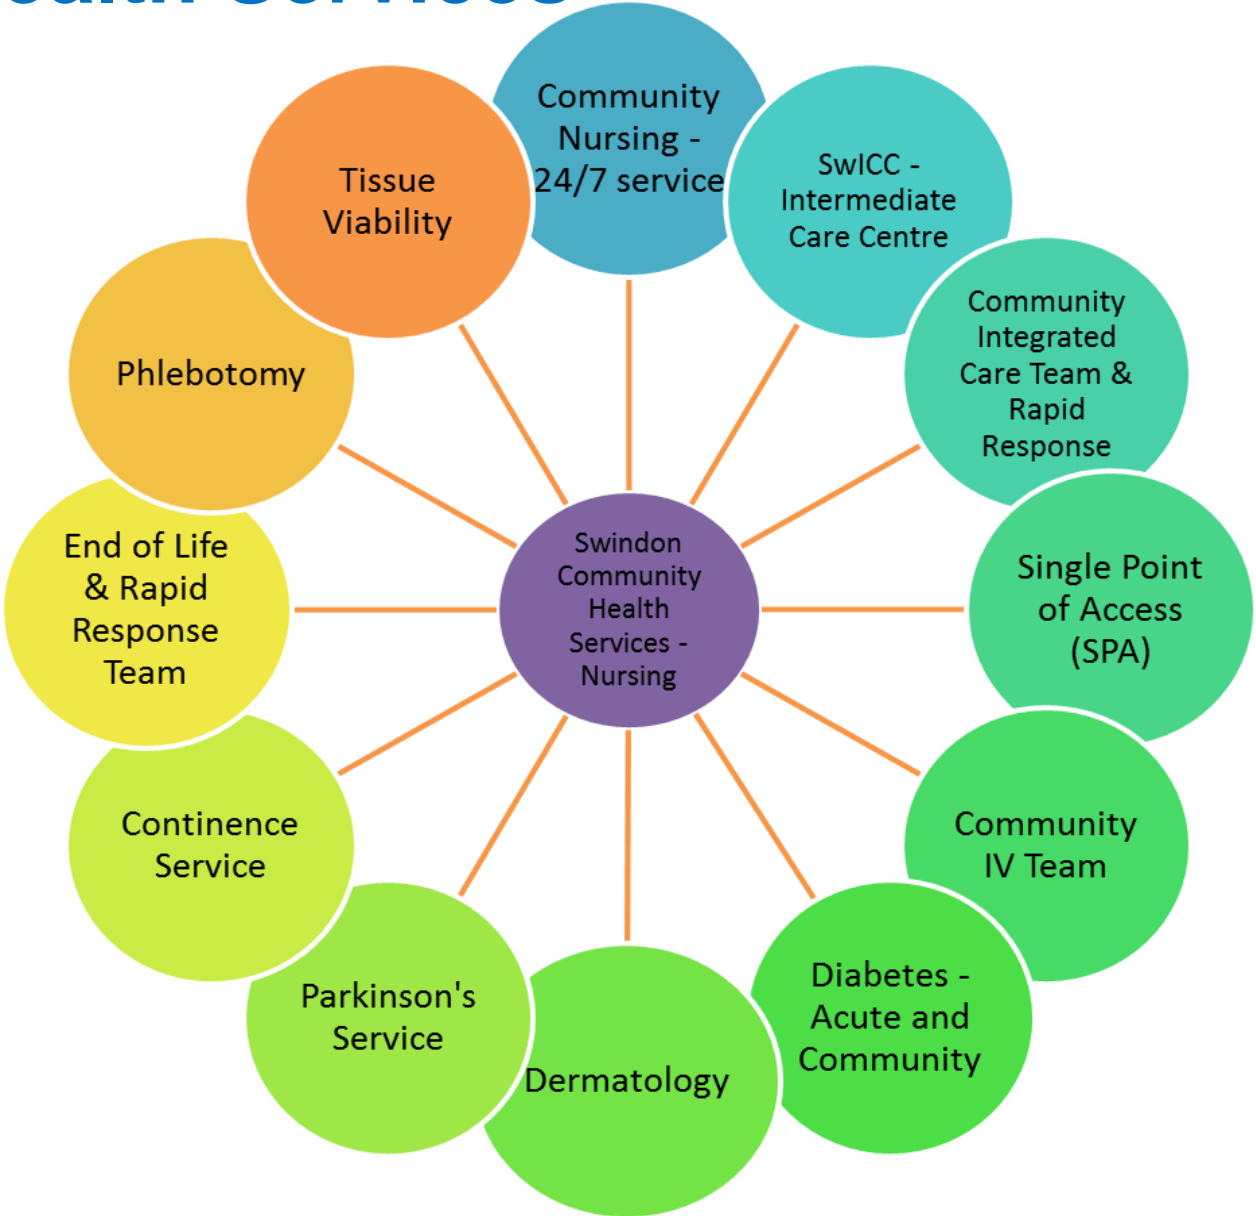 Services
Community
Nursing -
24/7 service
SwICC -
Intermediate
Care Centre
Community
Integrated
Care Team &
Rapid
Response
Single Point
of Access
(SPA)
Community
IV Team
Diabetes -
Acute and
Community
Dermatology
Parkinson's
Service
Continence
Service
End of Life
& Rapid
Response
Team
Phlebotomy
Tissue
Viability
Swindon
Community
Health
Services -
Nursing